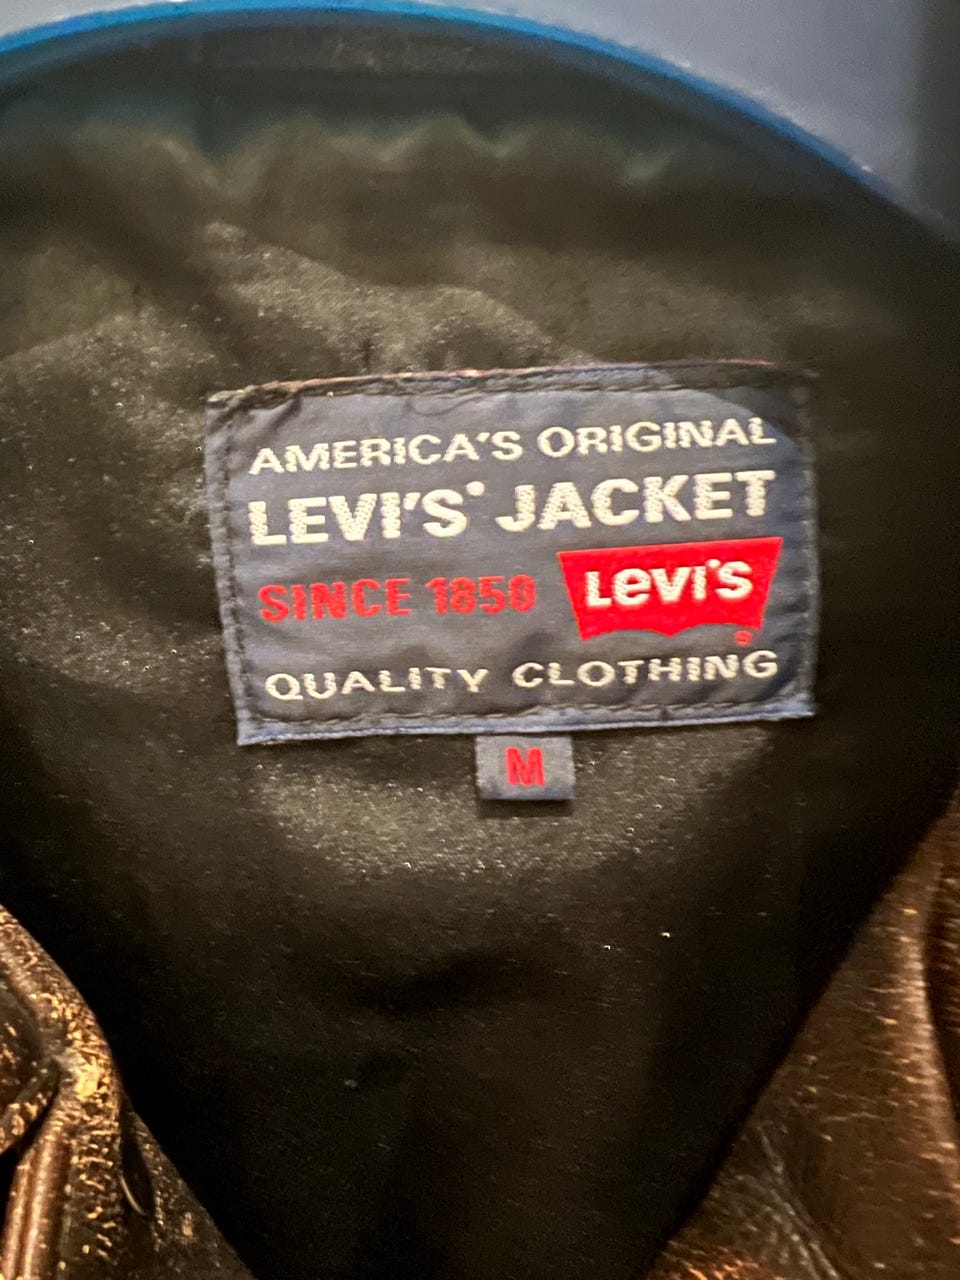 AMERICA'S ORIGINAL
LEVI'S® JACKET
SINCE 1850 Levi's®
QUALITY CLOTHING
M